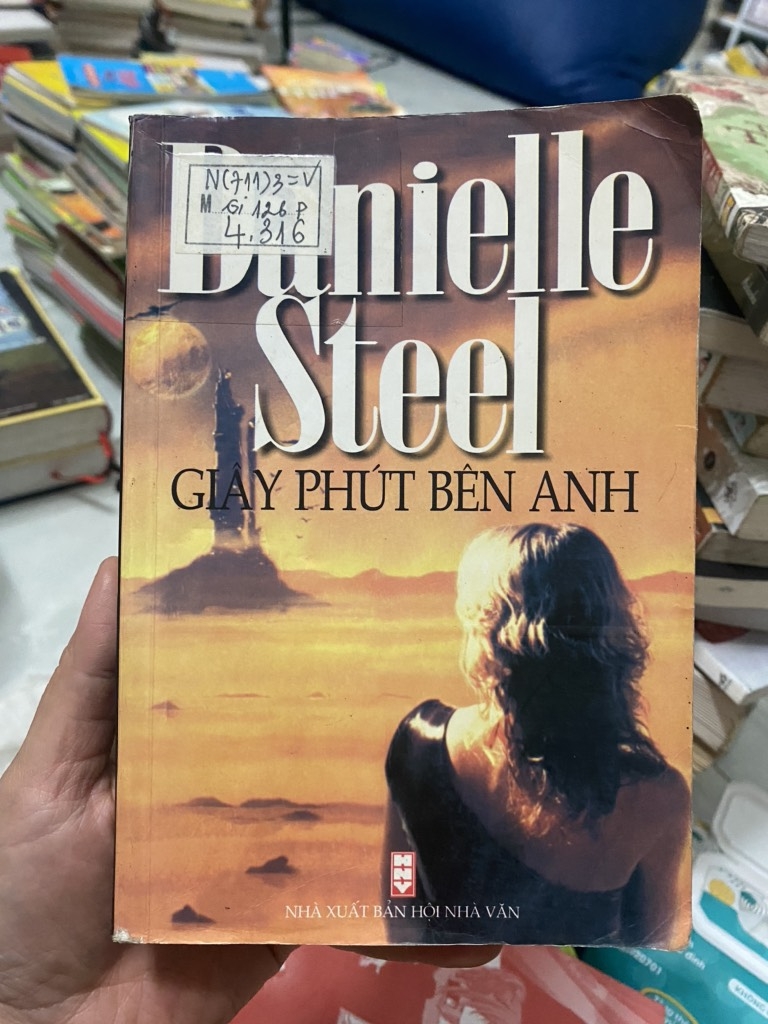 N(711)3=V
M Gi 126 P
4.316
Danielle
Steel
GIÂY PHÚT BÊN ANH
HNV
NHÀ XUẤT BẢN HỘI NHÀ VĂN
20701